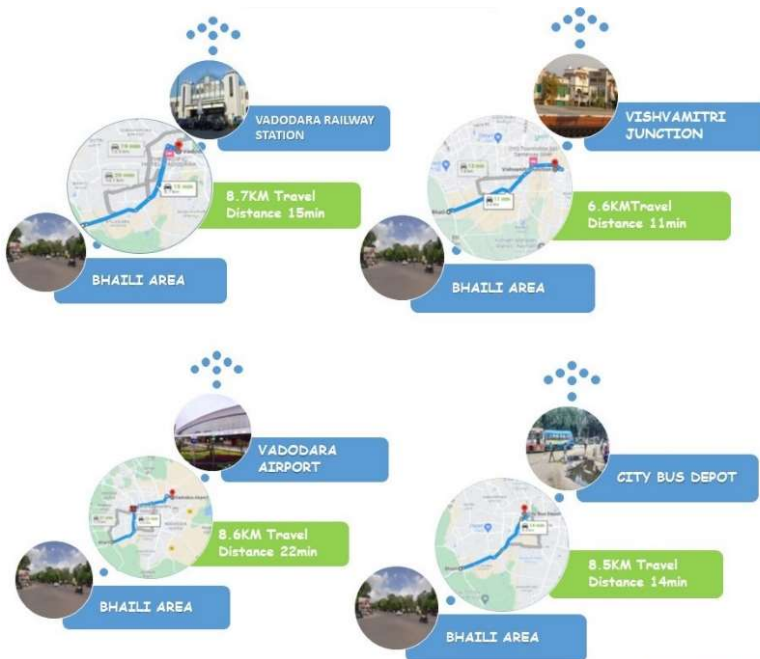 VADODARA RAILWAY
STATION
8.7KM Travel
Distance 15min
BHAILI AREA
VISHVAMITRI
JUNCTION
6.6KMTravel
Distance 11min
BHAILI AREA
VADODARA
AIRPORT
8.6KM Travel
Distance 22min
BHAILI AREA
CITY BUS DEPOT
8.5KM Travel
Distance 14min
BHAILI AREA